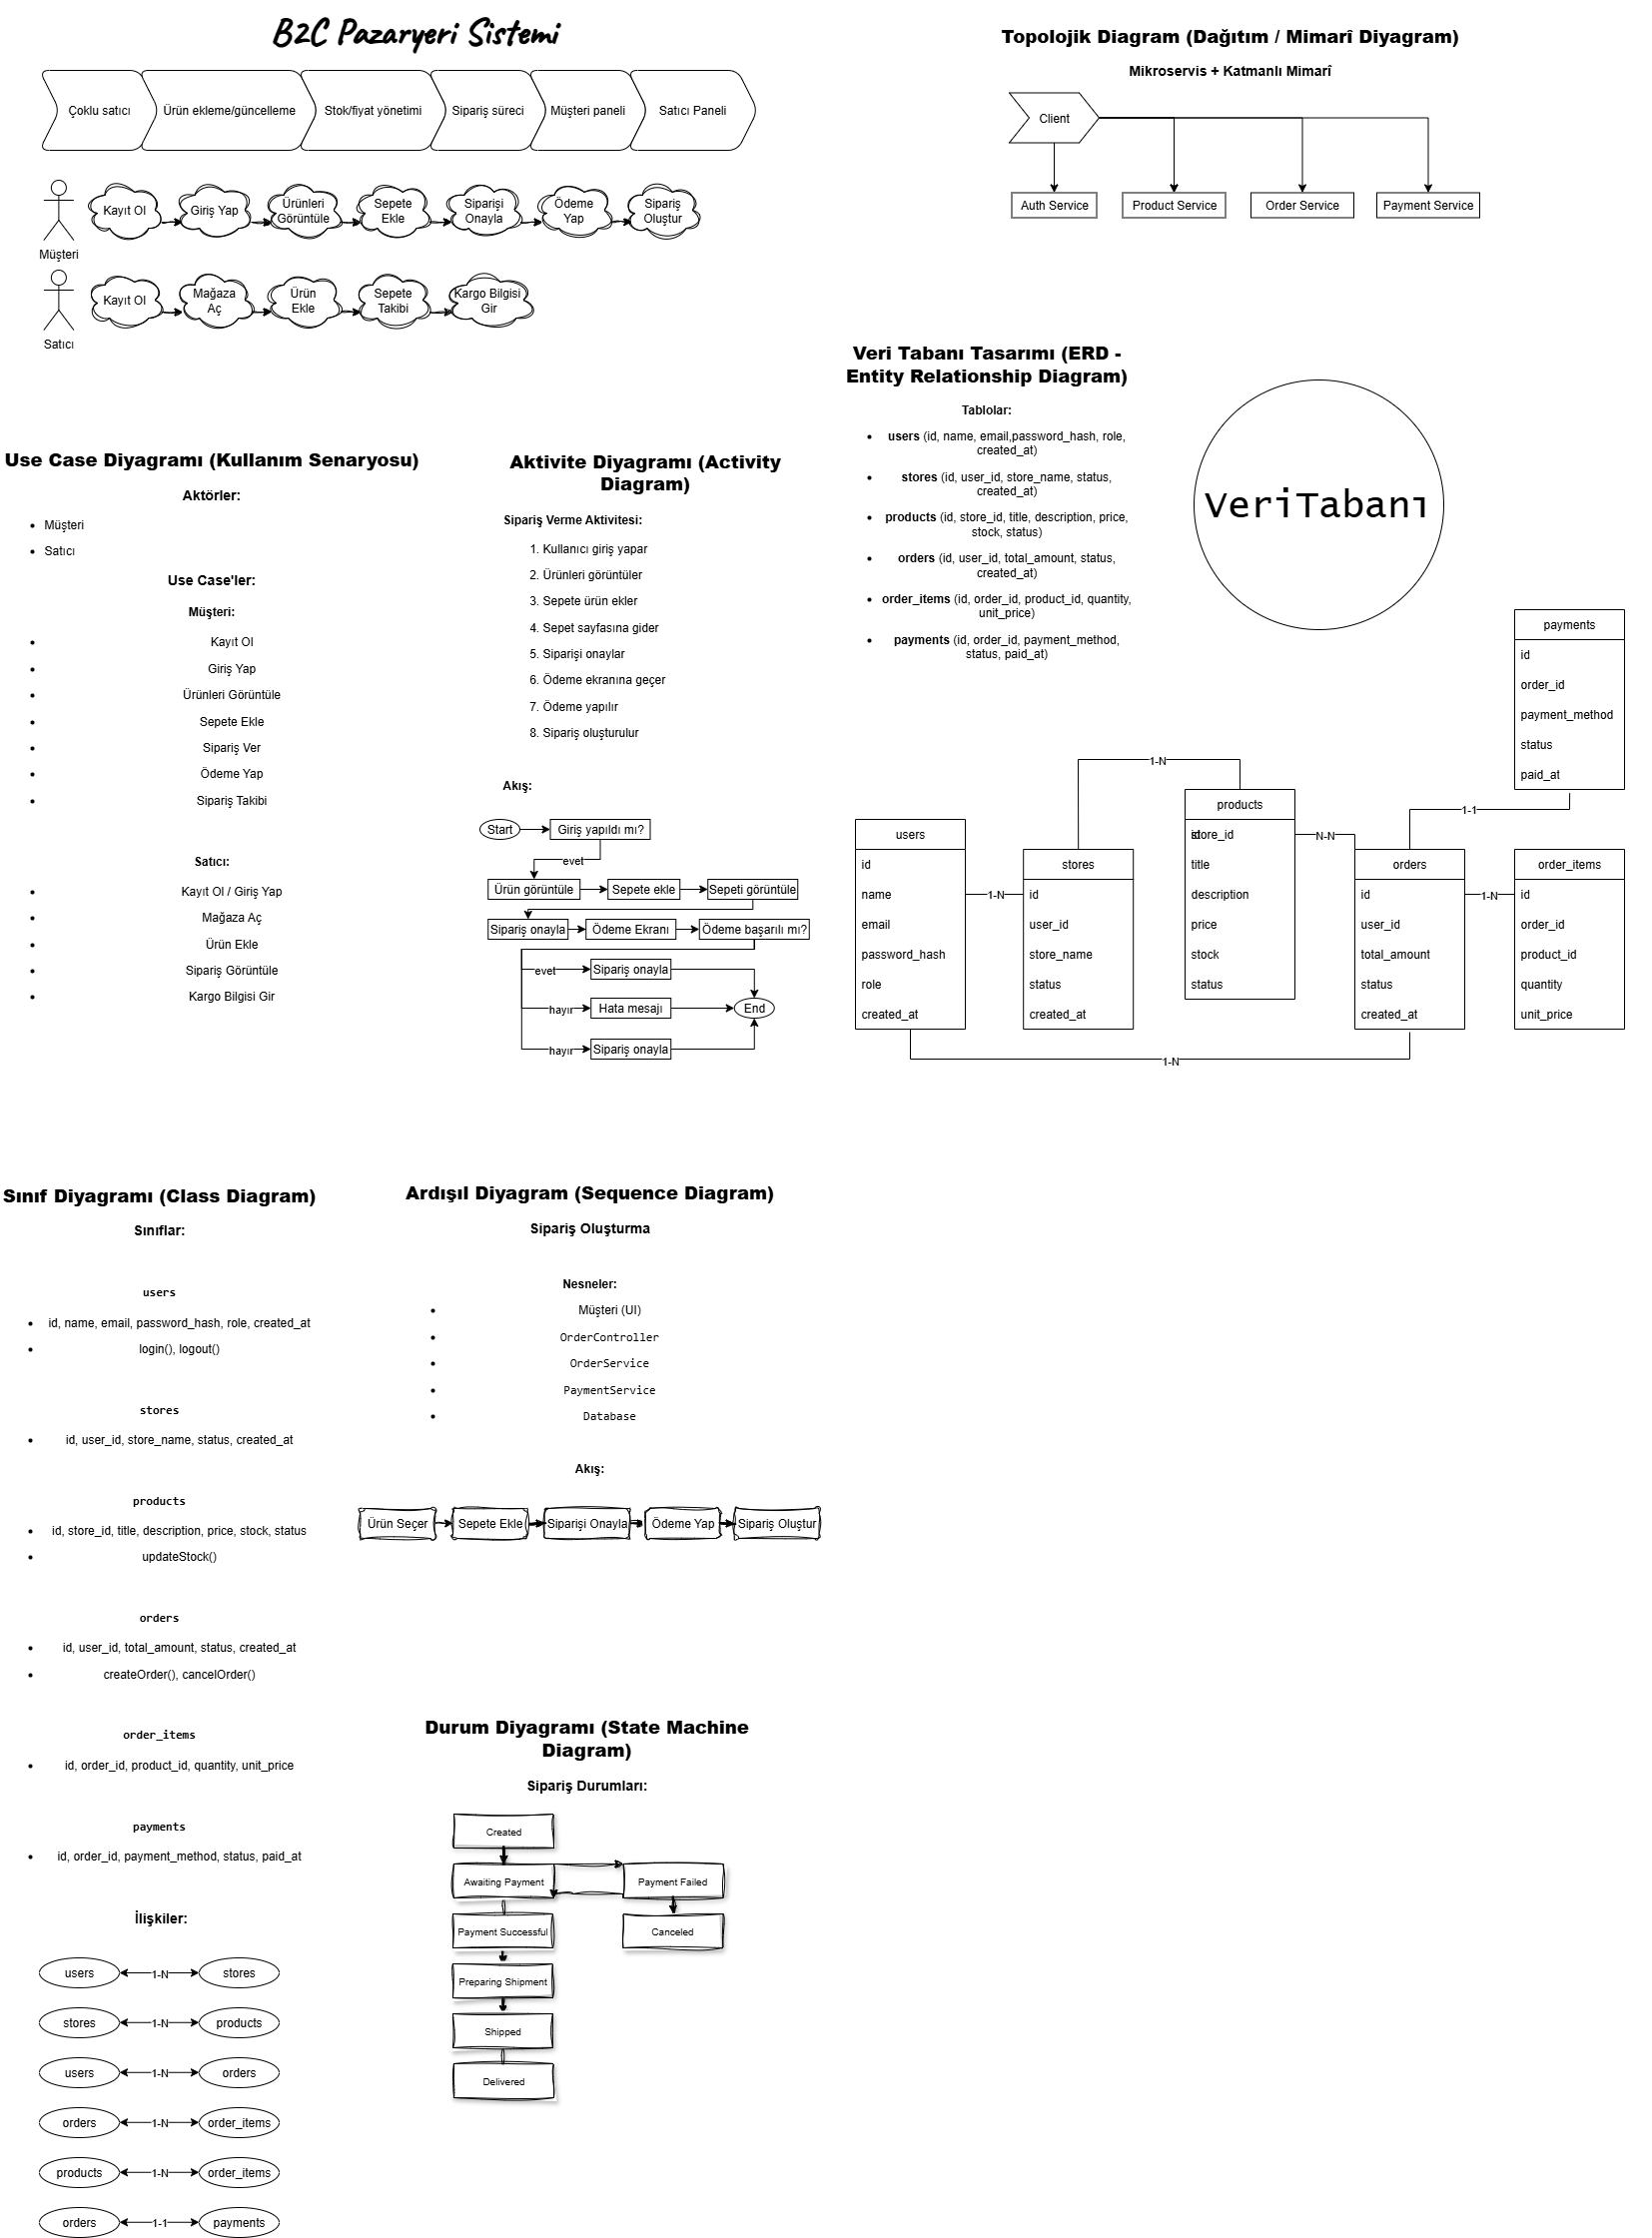 B2C Pazaryeri Sistemi
Çoklu satıcı
Ürün ekleme/güncelleme
Stok/fiyat yönetimi
Sipariş süreci
Müşteri paneli
Satıcı Paneli
Müşteri
Kayıt Ol
Giriş Yap
Ürünleri
Görüntüle
Sepete
Ekle
Siparişi
Onayla
Ödeme
Yap
Sipariş
Oluştur
Satıcı
Kayıt Ol
Mağaza
Aç
Ürün
Ekle
Sepete
Takibi
Kargo Bilgisi
Gir
Topolojik Diagram (Dağıtım / Mimarî Diyagram)
Mikroservis + Katmanlı Mimarî
Client
Auth Service
Product Service
Order Service
Payment Service
Use Case Diyagramı (Kullanım Senaryosu)
Aktörler:
• Müşteri
• Satıcı
Use Case'ler:
Müşteri:
• Kayıt Ol
• Giriş Yap
• Ürünleri Görüntüle
• Sepete Ekle
• Sipariş Ver
• Ödeme Yap
• Sipariş Takibi
Satıcı:
• Kayıt Ol / Giriş Yap
• Mağaza Aç
• Ürün Ekle
• Sipariş Görüntüle
• Kargo Bilgisi Gir
Aktivite Diyagramı (Activity
Diagram)
Sipariş Verme Aktivitesi:
1. Kullanıcı giriş yapar
2. Ürünleri görüntüler
3. Sepete ürün ekler
4. Sepet sayfasına gider
5. Siparişi onaylar
6. Ödeme ekranına geçer
7. Ödeme yapılır
8. Sipariş oluşturulur
Akış:
Start
Giriş yapıldı mı?
evet
Ürün görüntüle
Sepete ekle
Sepeti görüntüle
Sipariş onayla
Ödeme Ekranı
Ödeme başarılı mı?
evet
Sipariş onayla
hayır
Hata mesajı
End
hayır
Sipariş onayla
Veri Tabanı Tasarımı (ERD -
Entity Relationship Diagram)
Tablolar:
• users (id, name, email,password_hash, role,
created_at)
• stores (id, user_id, store_name, status,
created_at)
• products (id, store_id, title, description, price,
stock, status)
• orders (id, user_id, total_amount, status,
created_at)
• order_items (id, order_id, product_id, quantity,
unit_price)
• payments (id, order_id, payment_method,
status, paid_at)
VeriTabanı
users
id
name
email
password_hash
role
created_at
1-N
stores
id
user_id
store_name
status
created_at
1-N
products
id
store_id
title
description
price
stock
status
N-N
orders
id
user_id
total_amount
status
created_at
1-N
order_items
id
order_id
product_id
quantity
unit_price
1-1
payments
id
order_id
payment_method
status
paid_at
1-N
Sınıf Diyagramı (Class Diagram)
Sınıflar:
users
• id, name, email, password_hash, role, created_at
• login(), logout()
stores
• id, user_id, store_name, status, created_at
products
• id, store_id, title, description, price, stock, status
• updateStock()
orders
• id, user_id, total_amount, status, created_at
• createOrder(), cancelOrder()
order_items
• id, order_id, product_id, quantity, unit_price
payments
• id, order_id, payment_method, status, paid_at
İlişkiler:
users 1-N stores
stores 1-N products
users 1-N orders
orders 1-N order_items
products 1-N order_items
orders 1-1 payments
Ardışıl Diyagram (Sequence Diagram)
Sipariş Oluşturma
Nesneler:
• Müşteri (UI)
• OrderController
• OrderService
• PaymentService
• Database
Akış:
Ürün Seçer
Sepete Ekle
Siparişi Onayla
Ödeme Yap
Sipariş Oluştur
Durum Diyagramı (State Machine
Diagram)
Sipariş Durumları:
Created
Awaiting Payment
Payment Failed
Payment Successful
Canceled
Preparing Shipment
Shipped
Delivered